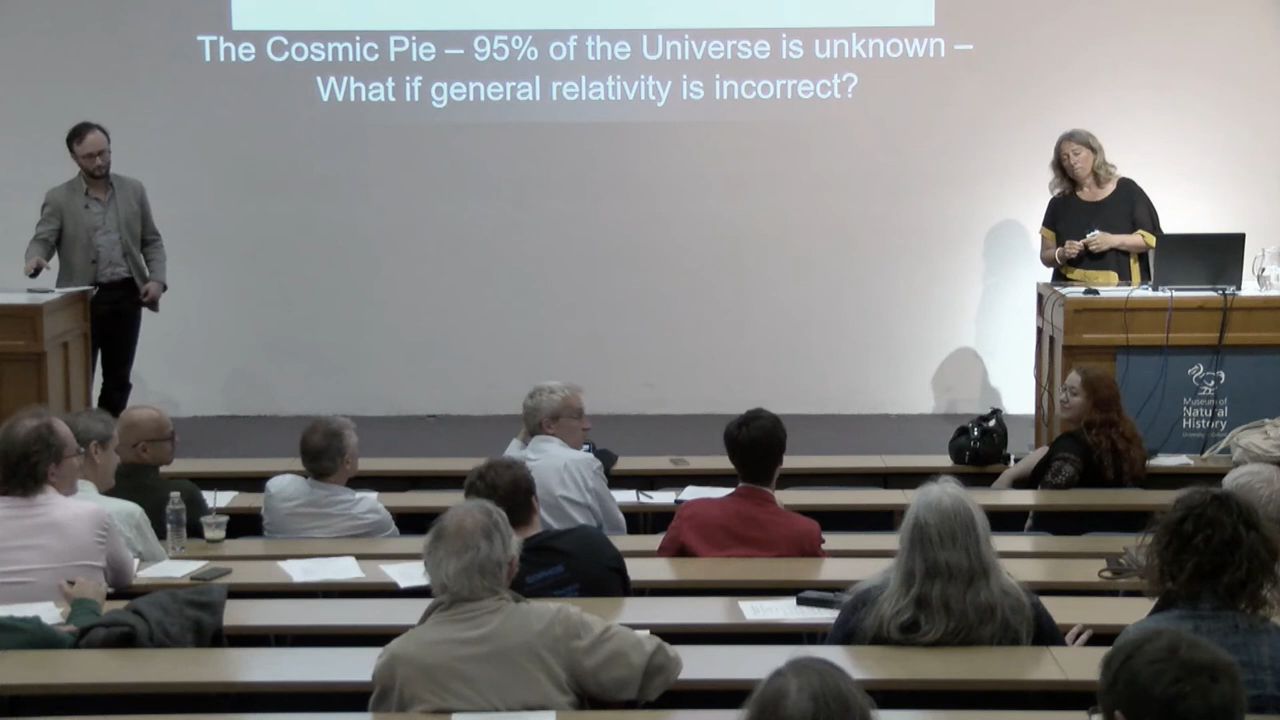 The Cosmic Pie – 95% of the Universe is unknown –
What if general relativity is incorrect?
Museum of
Natural
History